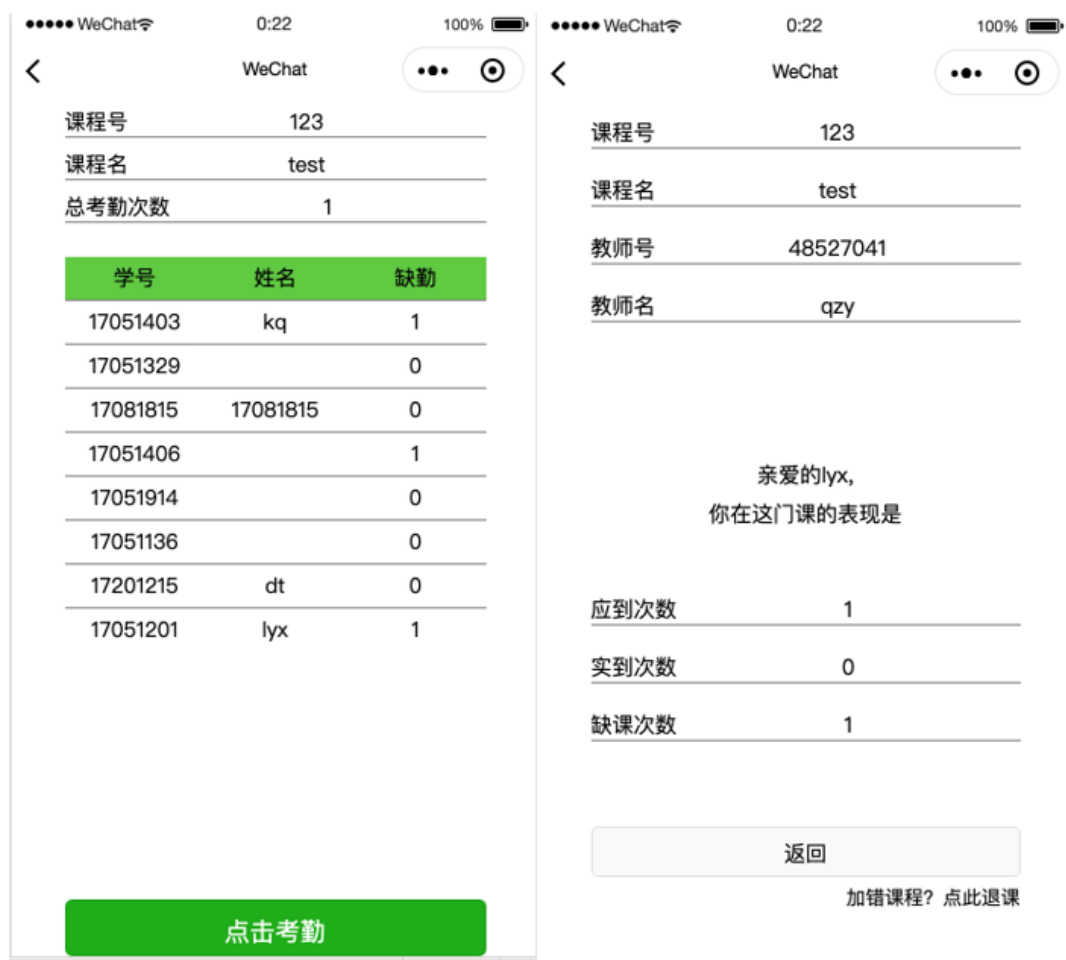 WeChat 0:22 100%
WeChat
课程号 123
课程名 test
总考勤次数 1
学号 姓名 缺勤
17051403 kq 1
17051329 0
17081815 17081815 0
17051406 1
17051914 0
17051136 0
17201215 dt 0
17051201 lyx 1
点击考勤
WeChat 0:22 100%
WeChat
课程号 123
课程名 test
教师号 48527041
教师名 qzy
亲爱的lyx,
你在这门课的表现是
应到次数 1
实到次数 0
缺课次数 1
返回
加错课程? 点此退课